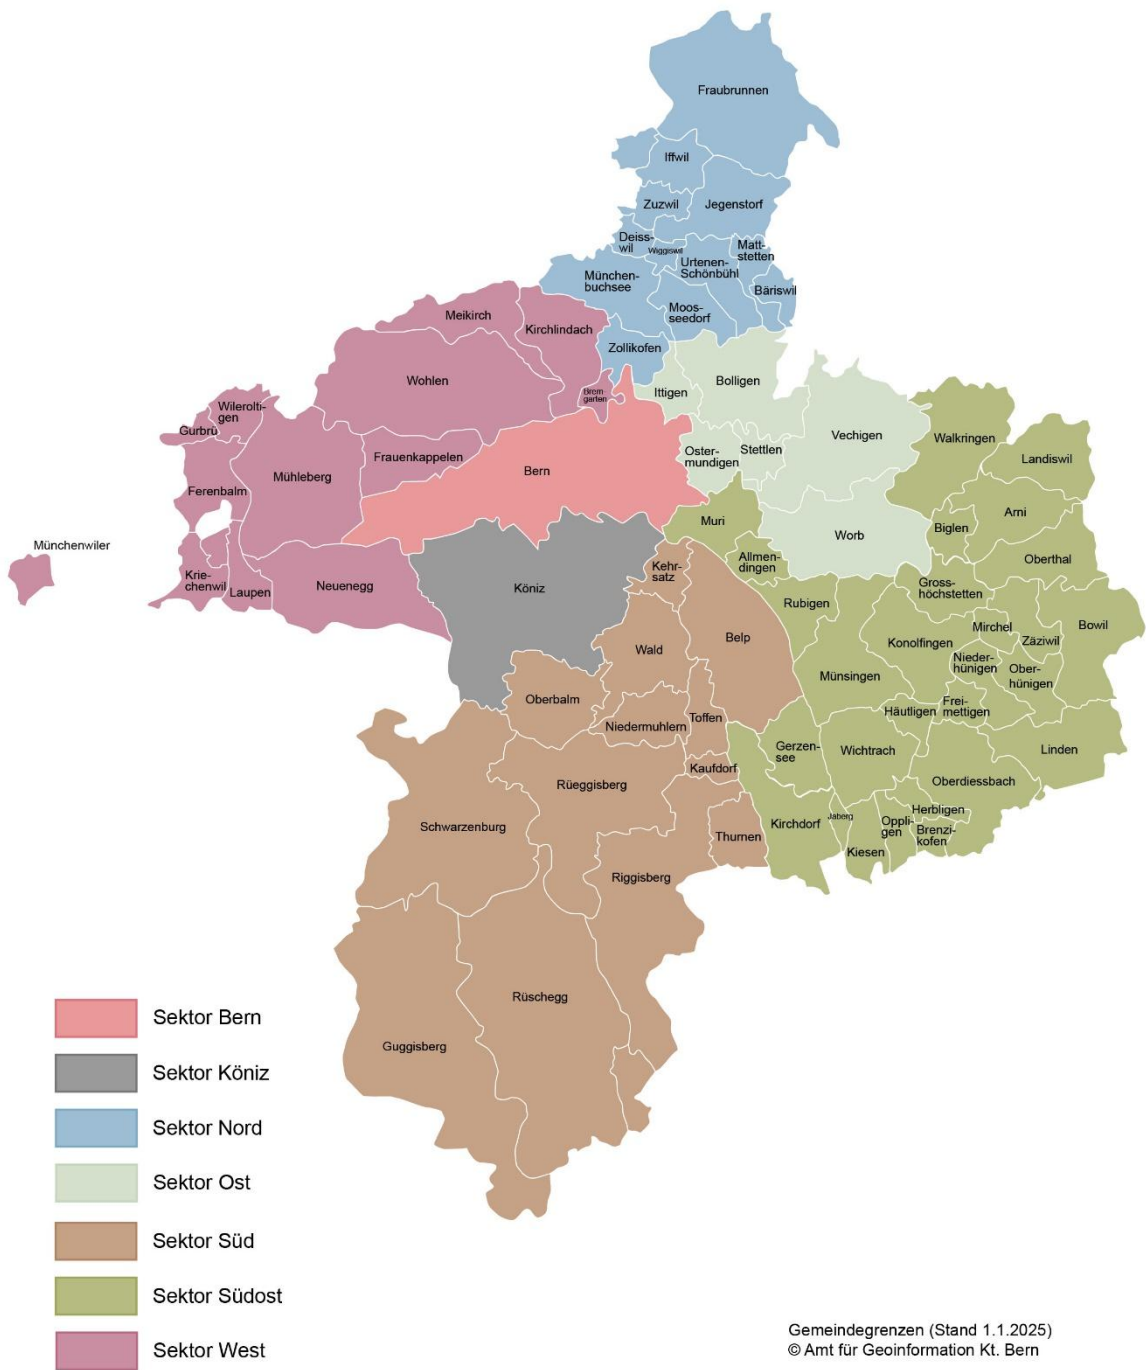 Fraubrunnen
Iffwil
Zuzwil
Jegenstorf
Deiss-
wil
Wiggiswil
Matt-
stetten
Urtenen-
Schönbühl
München-
buchsee
Bäriswil
Moos-
seedorf
Meikirch
Kirchlindach
Zollikofen
Wohlen
Brem-
garten
Ittigen
Bolligen
Wilerolti-
gen
Gurbrü
Frauenkappelen
Mühleberg
Bern
Oster-
mundigen
Stettlen
Vechigen
Walkringen
Landiswil
Ferenbalm
Muri
Worb
Biglen
Arni
Münchenwiler
Krie-
chenwil
Laupen
Neuenegg
Köniz
Kehr-
satz
Allmen-
dingen
Oberthal
Rubigen
Gross-
höchstetten
Wald
Belp
Konolfingen
Mirchel
Zäziwil
Bowil
Münsingen
Nieder-
hünigen
Ober-
hünigen
Oberbalm
Niedermuhlern
Toffen
Häutligen
Frei-
mettigen
Gerzen-
see
Wichtrach
Linden
Kaufdorf
Rüeggisberg
Oberdiessbach
Schwarzenburg
Thurnen
Kirchdorf
Jaberg
Kiesen
Oppli-
gen
Herbligen
Brenzi-
kofen
Riggisberg
Rüschegg
Guggisberg
Sektor Bern
Sektor Köniz
Sektor Nord
Sektor Ost
Sektor Süd
Sektor Südost
Sektor West
Gemeindegrenzen (Stand 1.1.2025)
© Amt für Geoinformation Kt. Bern